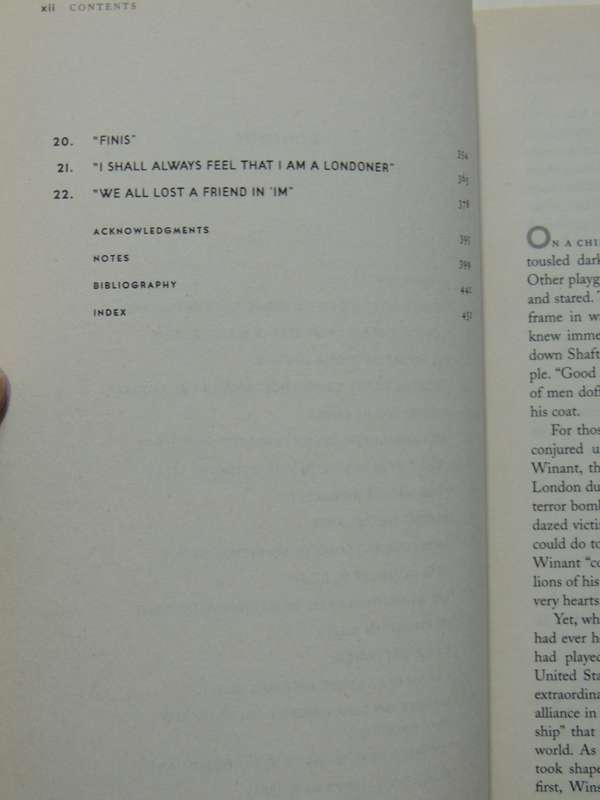 xii CONTENTS
20. "FINIS" 354
21. "I SHALL ALWAYS FEEL THAT I AM A LONDONER" 365
22. "WE ALL LOST A FRIEND IN 'IM" 378
ACKNOWLEDGMENTS 395
NOTES 399
BIBLIOGRAPHY 441
INDEX 451
ON A CHI
tousled dark
Other playg
and stared. T
frame in w
knew imme
down Shaft
ple. "Good
of men doff
his coat.
For thos
conjured u
Winant, th
London du
terror bomb
dazed victi
could do to
Winant "co
lions of his
very hearts
Yet, wh
had ever h
had played
United Sta
extraordina
alliance in
ship" that
world. As
took shape
first, Wins